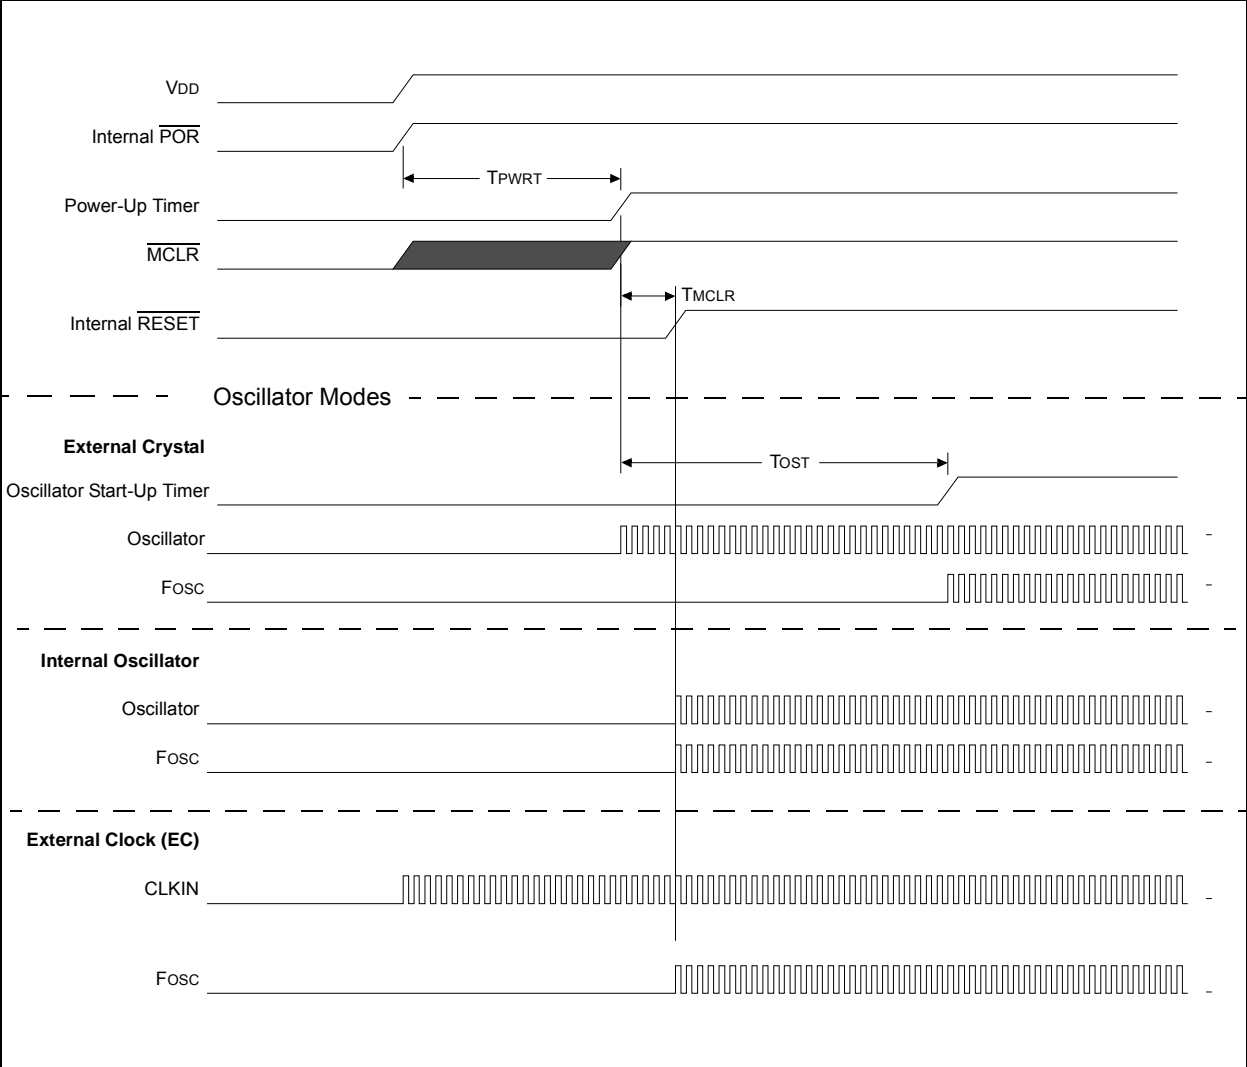 VDD
Internal POR
TPWRT
Power-Up Timer
MCLR
TMCLR
Internal RESET
Oscillator Modes
External Crystal
TOST
Oscillator Start-Up Timer
Oscillator
FOSC
Internal Oscillator
Oscillator
FOSC
External Clock (EC)
CLKIN
FOSC